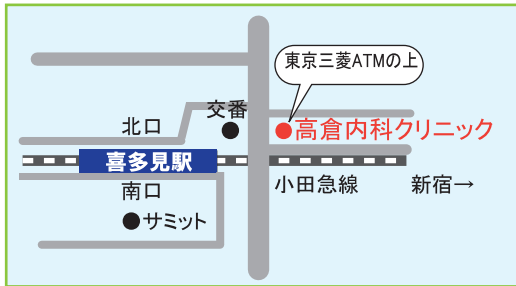 東京三菱ATMの上
交番
北口
高倉内科クリニック
喜多見駅
南口
小田急線
新宿→
サミット